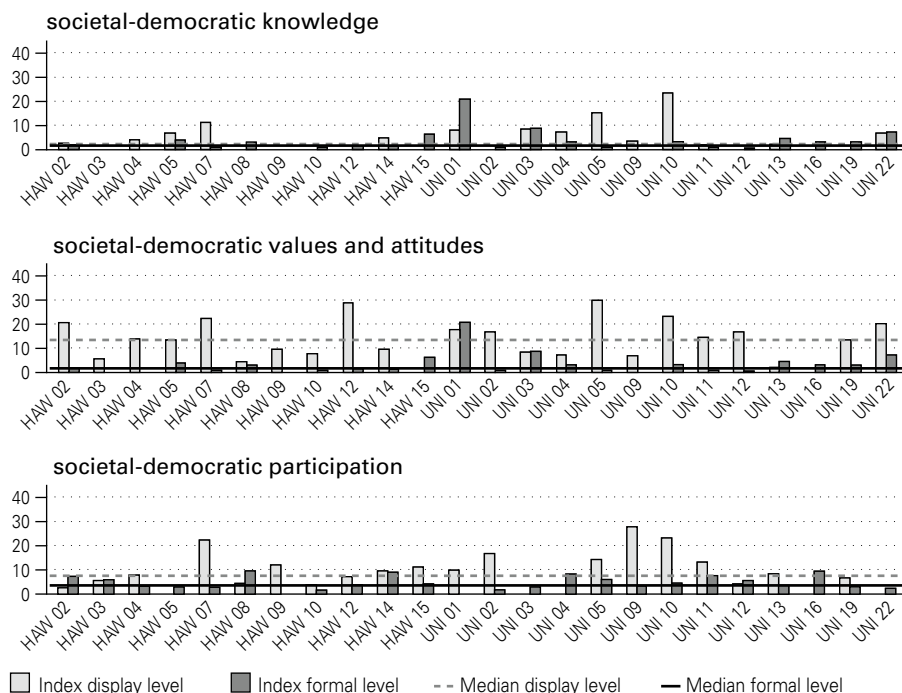 societal-democratic knowledge
40
30
20
10
0
HAW 02 HAW 03 HAW 04 HAW 05 HAW 07 HAW 08 HAW 09 HAW 10 HAW 12 HAW 14 HAW 15 UNI 01 UNI 02 UNI 03 UNI 04 UNI 05 UNI 09 UNI 10 UNI 11 UNI 12 UNI 13 UNI 16 UNI 19 UNI 22
societal-democratic values and attitudes
40
30
20
10
0
HAW 02 HAW 03 HAW 04 HAW 05 HAW 07 HAW 08 HAW 09 HAW 10 HAW 12 HAW 14 HAW 15 UNI 01 UNI 02 UNI 03 UNI 04 UNI 05 UNI 09 UNI 10 UNI 11 UNI 12 UNI 13 UNI 16 UNI 19 UNI 22
societal-democratic participation
40
30
20
10
0
HAW 02 HAW 03 HAW 04 HAW 05 HAW 07 HAW 08 HAW 09 HAW 10 HAW 12 HAW 14 HAW 15 UNI 01 UNI 02 UNI 03 UNI 04 UNI 05 UNI 09 UNI 10 UNI 11 UNI 12 UNI 13 UNI 16 UNI 19 UNI 22
Index display level Index formal level Median display level Median formal level